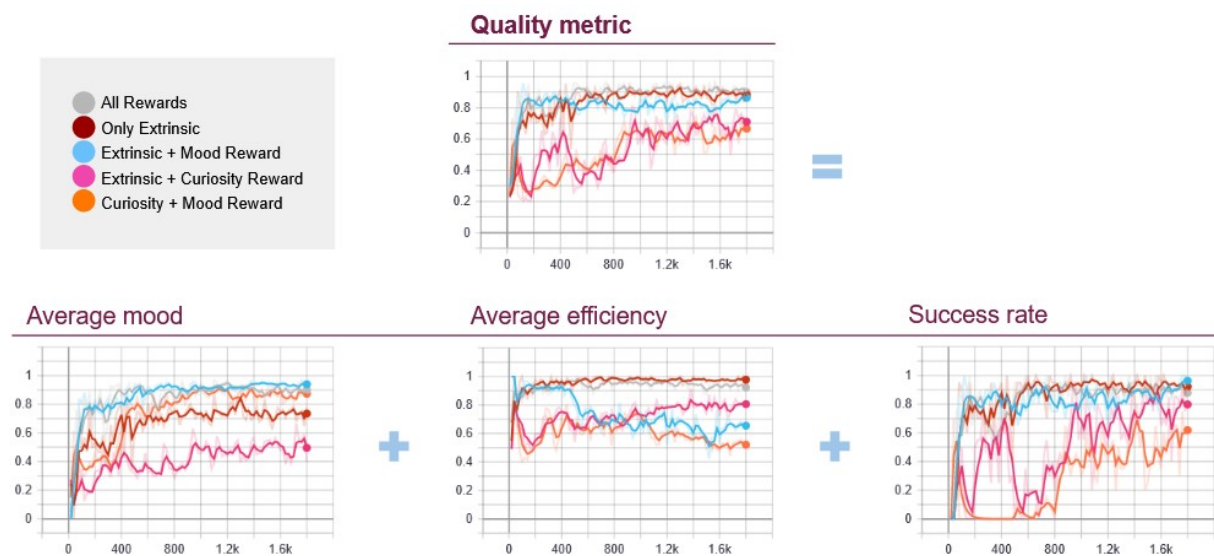 Quality metric
All Rewards
Only Extrinsic
Extrinsic + Mood Reward
Extrinsic + Curiosity Reward
Curiosity + Mood Reward
1
0.8
0.6
0.4
0.2
0
0 400 800 1.2k 1.6k
=
Average mood
Average efficiency
Success rate
1
0.8
0.6
0.4
0.2
0
0 400 800 1.2k 1.6k
+
1
0.8
0.6
0.4
0.2
0
0 400 800 1.2k 1.6k
+
1
0.8
0.6
0.4
0.2
0
0 400 800 1.2k 1.6k